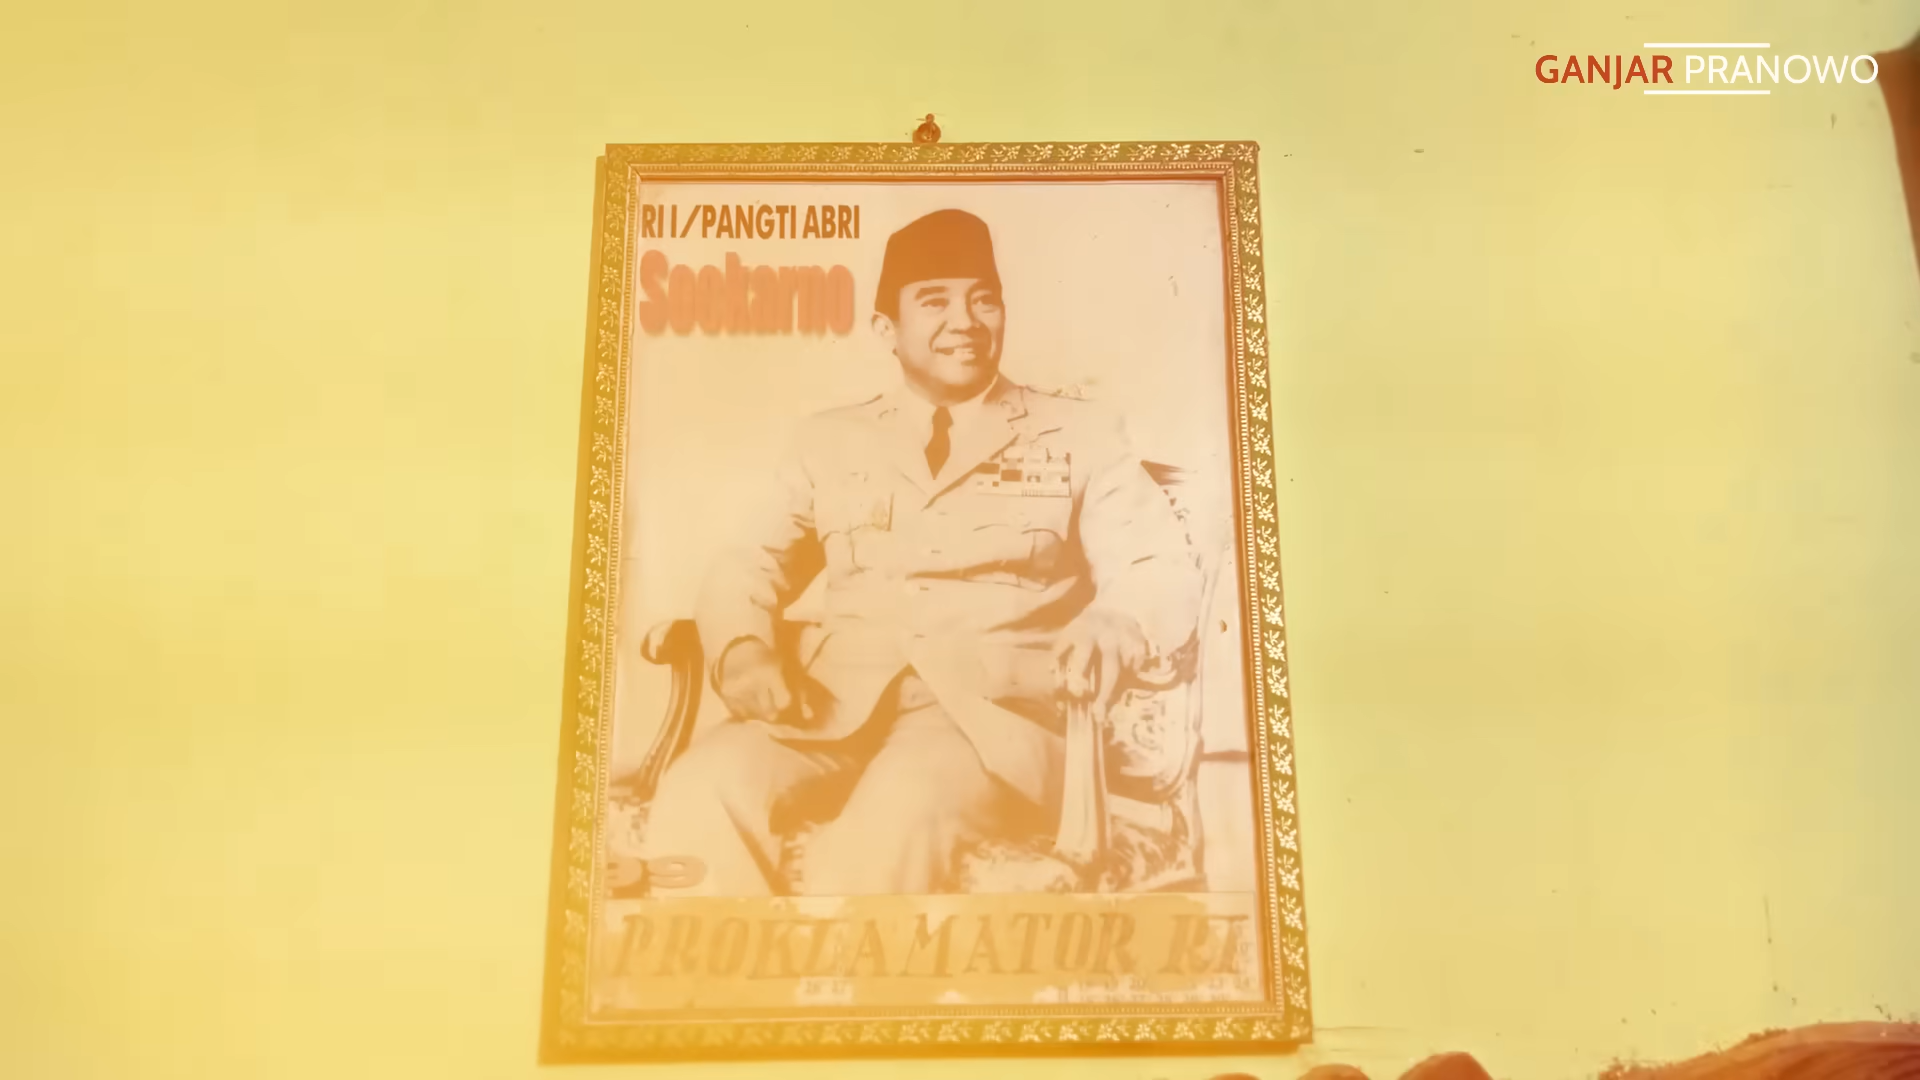 GANJAR PRANOWO
RI I/PANGTI ABRI
Soekarno
PROKLAMATOR RI